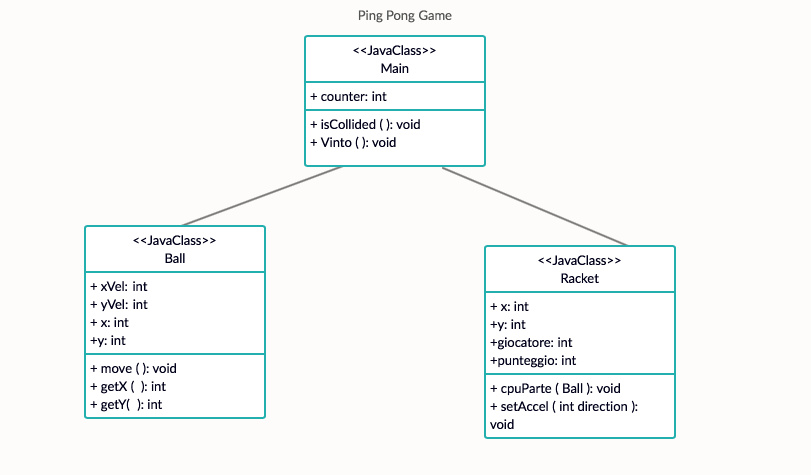 Ping Pong Game
<<JavaClass>>
Main
+ counter: int
+ isCollided ( ): void
+ Vinto ( ): void
<<JavaClass>>
Ball
+ xVel: int
+ yVel: int
+ x: int
+y: int
+ move ( ): void
+ getX (  ): int
+ getY(  ): int
<<JavaClass>>
Racket
+ x: int
+y: int
+giocatore: int
+punteggio: int
+ cpuParte ( Ball ): void
+ setAccel ( int direction ):
void